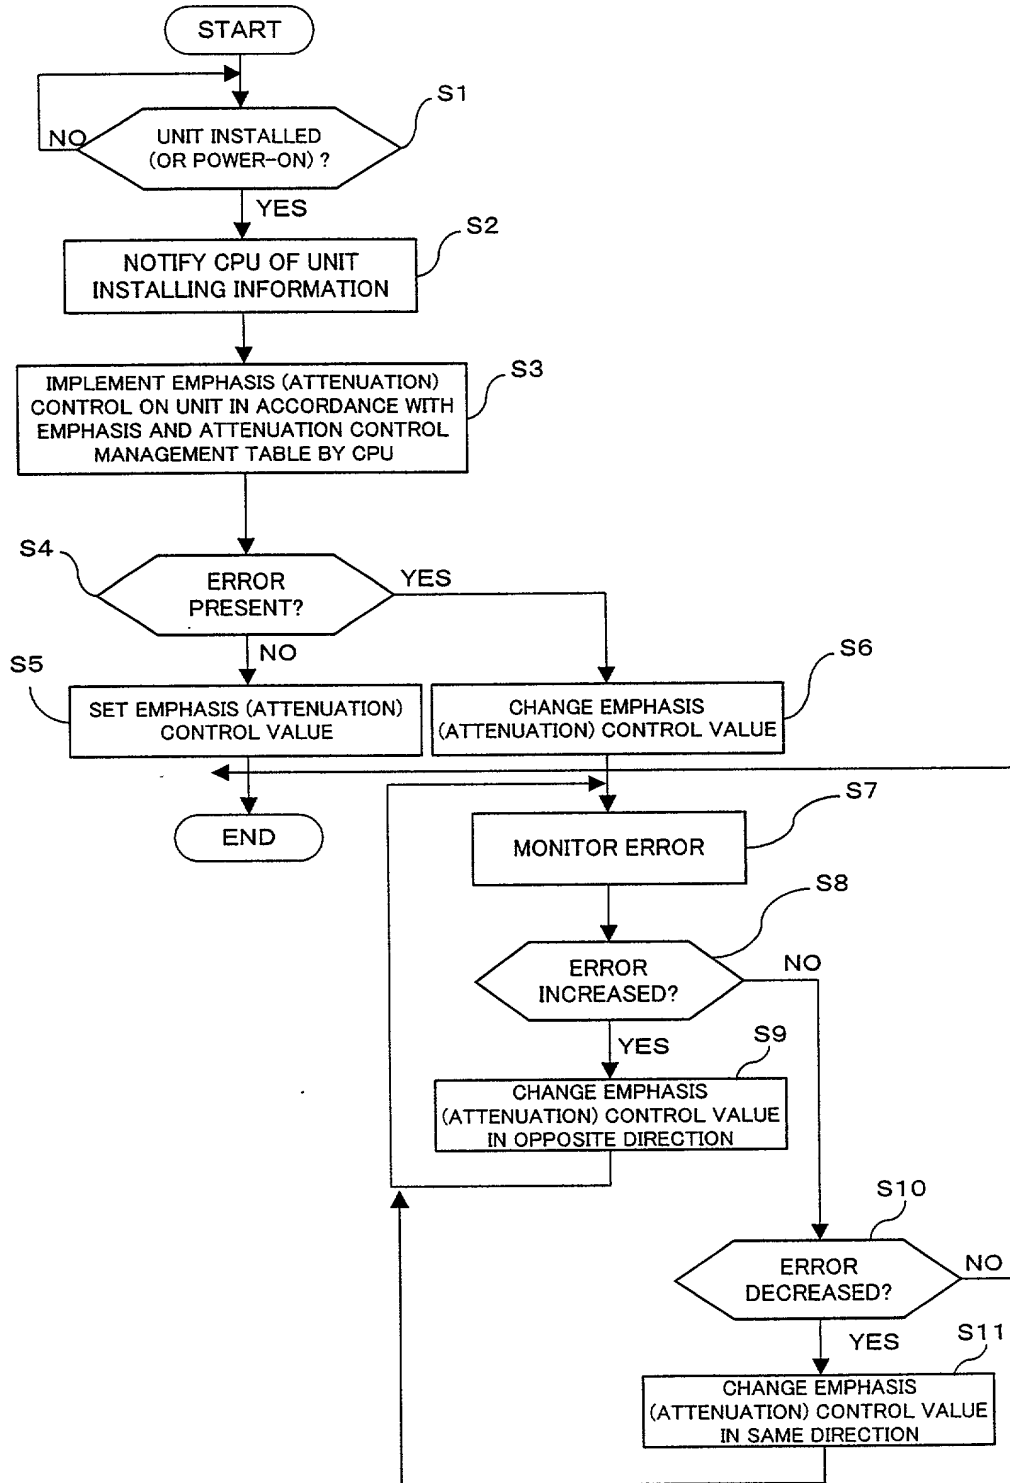 START
S1
NO
UNIT INSTALLED
(OR POWER-ON) ?
YES
S2
NOTIFY CPU OF UNIT
INSTALLING INFORMATION
S3
IMPLEMENT EMPHASIS (ATTENUATION)
CONTROL ON UNIT IN ACCORDANCE WITH
EMPHASIS AND ATTENUATION CONTROL
MANAGEMENT TABLE BY CPU
S4
ERROR
PRESENT?
YES
NO
S5
SET EMPHASIS (ATTENUATION)
CONTROL VALUE
S6
CHANGE EMPHASIS
(ATTENUATION) CONTROL VALUE
END
S7
MONITOR ERROR
S8
ERROR
INCREASED?
NO
YES
S9
CHANGE EMPHASIS
(ATTENUATION) CONTROL VALUE
IN OPPOSITE DIRECTION
S10
ERROR
DECREASED?
NO
YES
S11
CHANGE EMPHASIS
(ATTENUATION) CONTROL VALUE
IN SAME DIRECTION